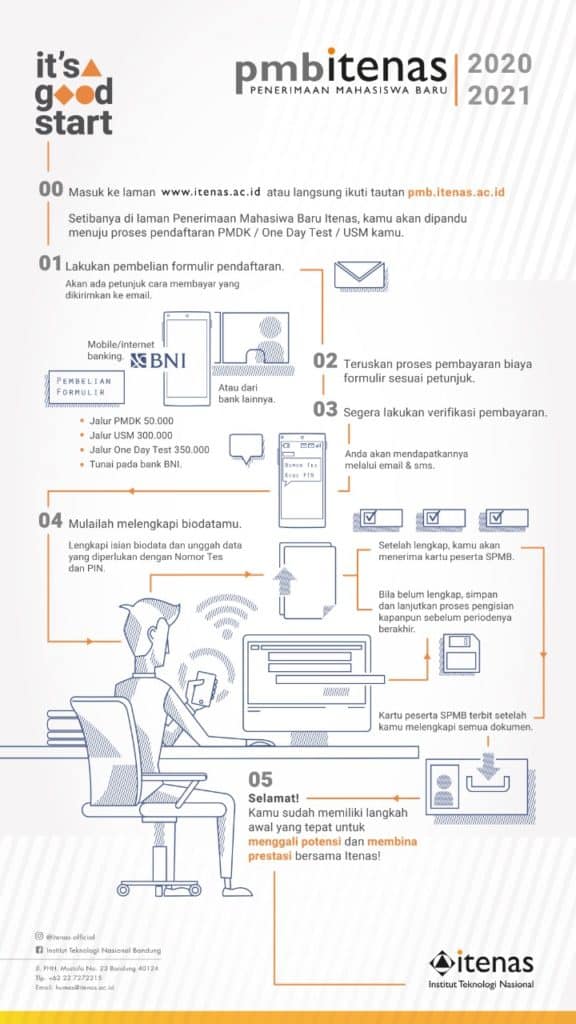 it's
good
start
pmbitenas
PENERIMAAN MAHASISWA BARU
2020
2021
00 Masuk ke laman www.itenas.ac.id atau langsung ikuti tautan pmb.itenas.ac.id
Setibanya di laman Penerimaan Mahasiwa Baru Itenas, kamu akan dipandu
menuju proses pendaftaran PMDK / One Day Test / USM kamu.
01 Lakukan pembelian formulir pendaftaran.
Akan ada petunjuk cara membayar yang
dikirimkan ke email.
Mobile/internet
banking.
BNI
PEMBELIAN
FORMULIR
Atau dari
bank lainnya.
Jalur PMDK 50.000
Jalur USM 300.000
Jalur One Day Test 350.000
Tunai pada bank BNI.
02 Teruskan proses pembayaran biaya
formulir sesuai petunjuk.
03 Segera lakukan verifikasi pembayaran.
Anda akan mendapatkannya
melalui email & sms.
Nomor Tes
PIN
04 Mulailah melengkapi biodatamu.
Lengkapi isian biodata dan unggah data
yang diperlukan dengan Nomor Tes
dan PIN.
Setelah lengkap, kamu akan
menerima kartu peserta SPMB.
Bila belum lengkap, simpan
dan lanjutkan proses pengisian
kapanpun sebelum periodenya
berakhir.
Kartu peserta SPMB terbit setelah
kamu melengkapi semua dokumen.
05
Selamat!
Kamu sudah memiliki langkah
awal yang tepat untuk
menggali potensi dan membina
prestasi bersama Itenas!
@itenas.official
Institut Teknologi Nasional Bandung
Jl. PHH. Mustofa No. 23 Bandung 40124
Tlp. +62 22 7272215
Email: humas@itenas.ac.id
itenas
Institut Teknologi Nasional